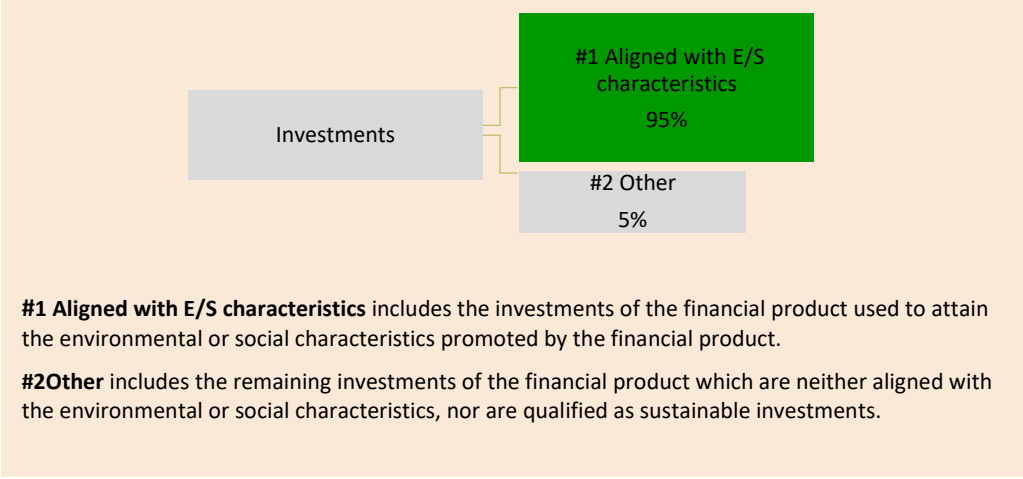 #1 Aligned with E/S
characteristics
95%
Investments
#2 Other
5%
#1 Aligned with E/S characteristics includes the investments of the financial product used to attain
the environmental or social characteristics promoted by the financial product.
#2Other includes the remaining investments of the financial product which are neither aligned with
the environmental or social characteristics, nor are qualified as sustainable investments.